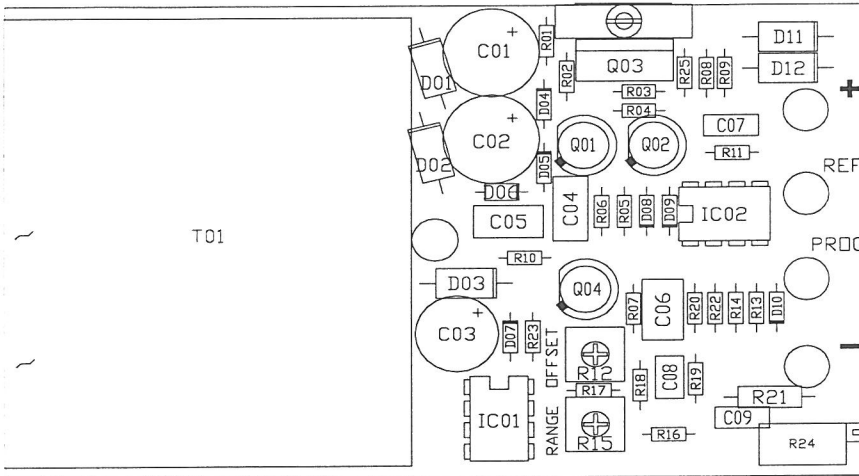 C01
R01
D11
R02
Q03
R25
R08
R09
D12
D01
R03
D04
R04
C02
C07
Q01
Q02
R11
D02
D05
REF
D06
C04
R06
R05
D08
D09
IC02
C05
T01
PROG
R10
D03
Q04
R07
C06
R20
R22
R14
R13
D10
C03
D07
R23
OFFSET
R12
R17
R18
C08
R19
R21
IC01
RANGE
R15
C09
R16
R24